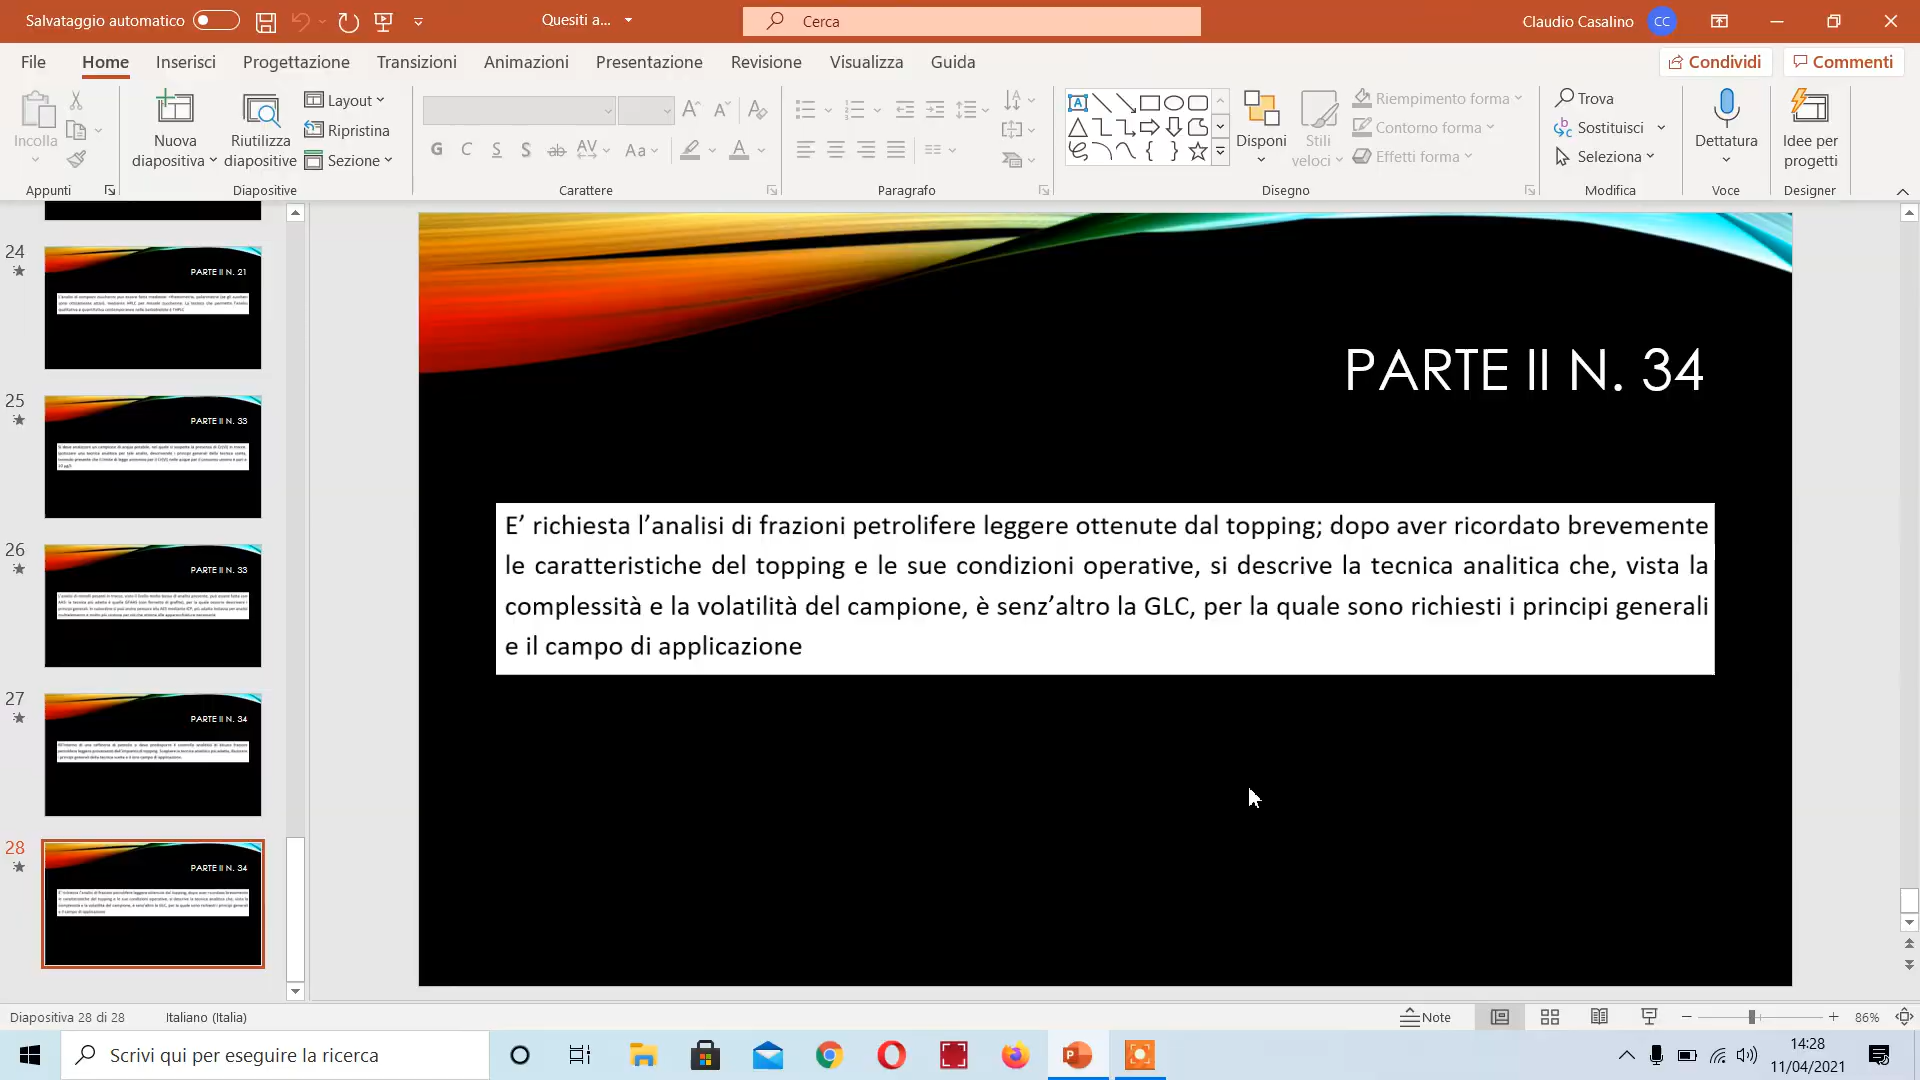 Salvataggio automatico
Quesiti a...
Cerca
Claudio Casalino
CC
File
Home
Inserisci
Progettazione
Transizioni
Animazioni
Presentazione
Revisione
Visualizza
Guida
Condividi
Commenti
Incolla
Appunti
Nuova
diapositiva
Riutilizza
diapositive
Layout
Ripristina
Sezione
Diapositive
G C S S ab AV Aa A
Carattere
Paragrafo
Disponi
Stili
veloci
Riempimento forma
Contorno forma
Effetti forma
Disegno
Trova
Sostituisci
Seleziona
Modifica
Dettatura
Voce
Idee per
progetti
Designer
24
PARTE II N. 21
25
PARTE II N. 33
26
PARTE II N. 33
27
PARTE II N. 34
28
PARTE II N. 34
PARTE II N. 34
E’ richiesta l’analisi di frazioni petrolifere leggere ottenute dal topping; dopo aver ricordato brevemente
le caratteristiche del topping e le sue condizioni operative, si descrive la tecnica analitica che, vista la
complessità e la volatilità del campione, è senz’altro la GLC, per la quale sono richiesti i principi generali
e il campo di applicazione
Diapositiva 28 di 28
Italiano (Italia)
Note
86%
Scrivi qui per eseguire la ricerca
14:28
11/04/2021